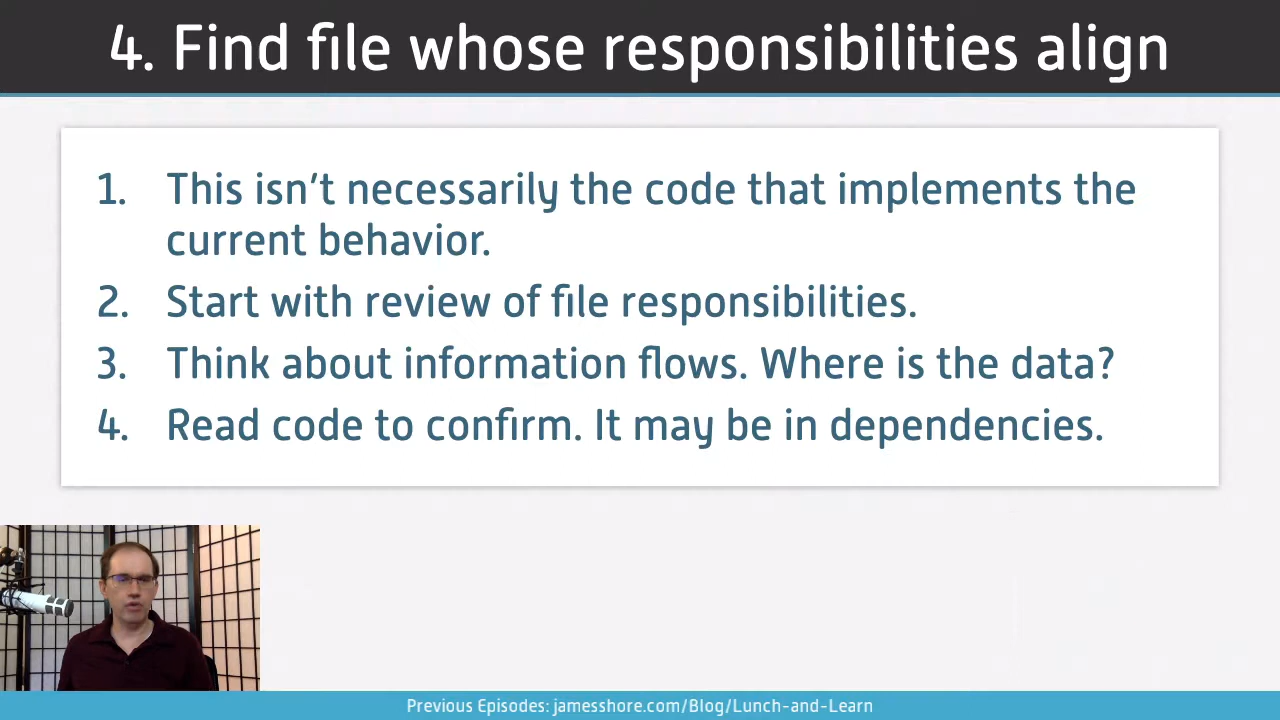 4. Find file whose responsibilities align
1. This isn’t necessarily the code that implements the
current behavior.
2. Start with review of file responsibilities.
3. Think about information flows. Where is the data?
4. Read code to confirm. It may be in dependencies.
Previous Episodes: jamesshore.com/Blog/Lunch-and-Learn